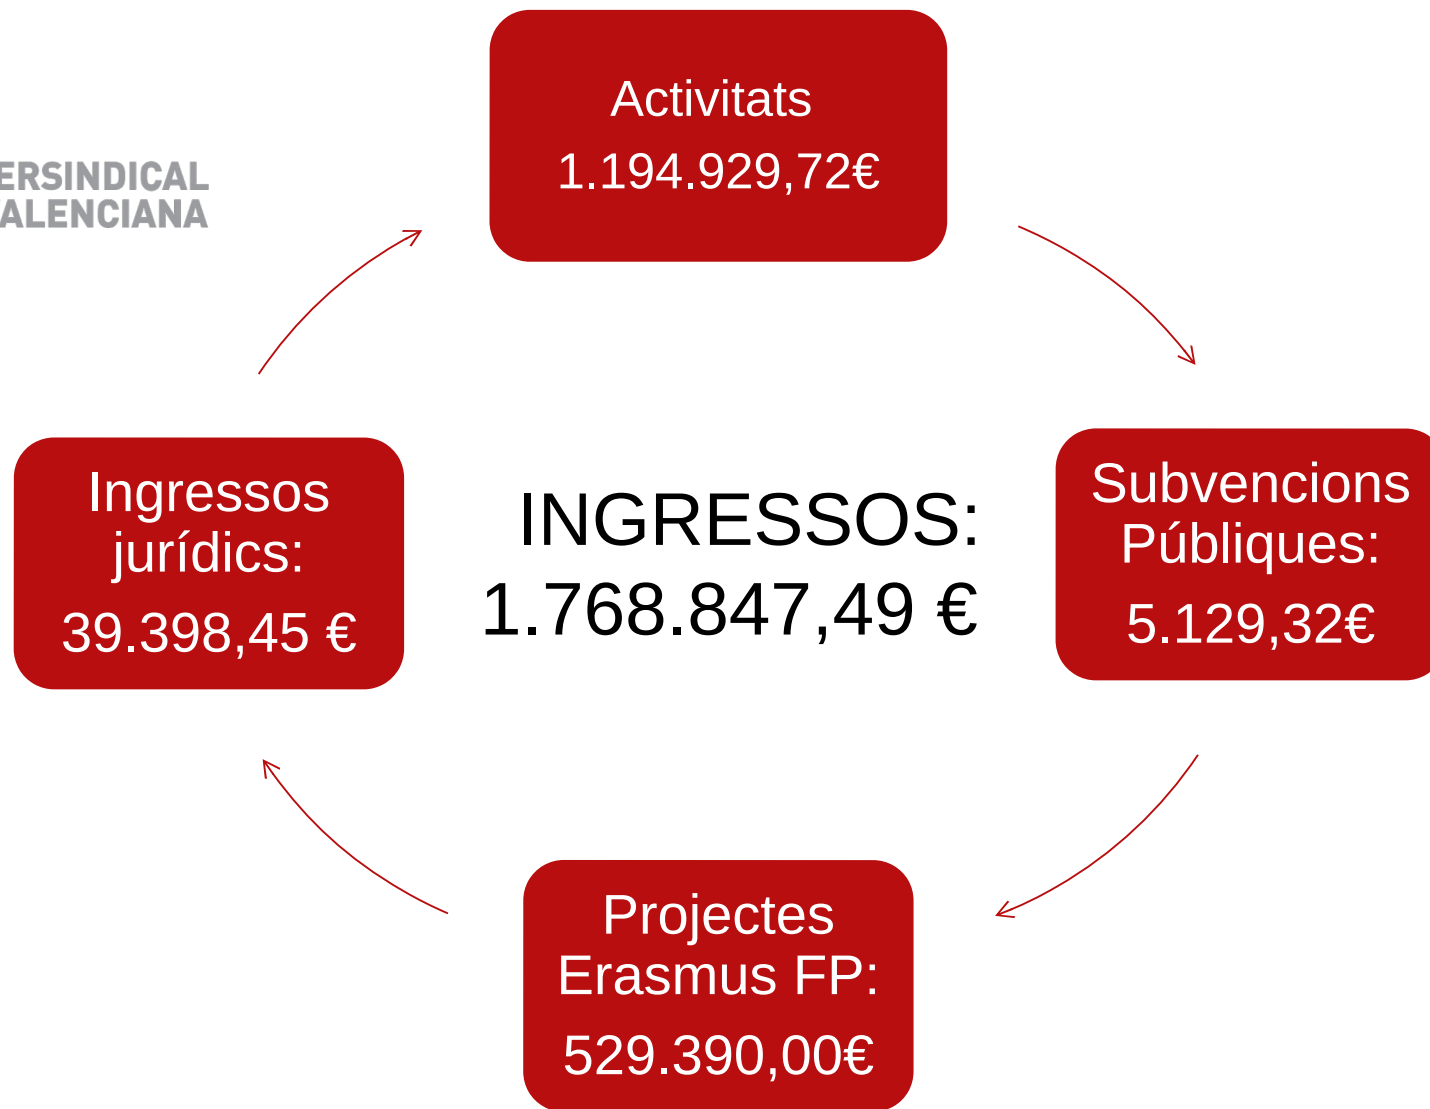 Activitats
1.194.929,72€
ERSINDICAL
ALENCIANA
Ingressos
jurídics:
39.398,45 €
INGRESSOS:
1.768.847,49 €
Subvencions
Públiques:
5.129,32€
Projectes
Erasmus FP:
529.390,00€